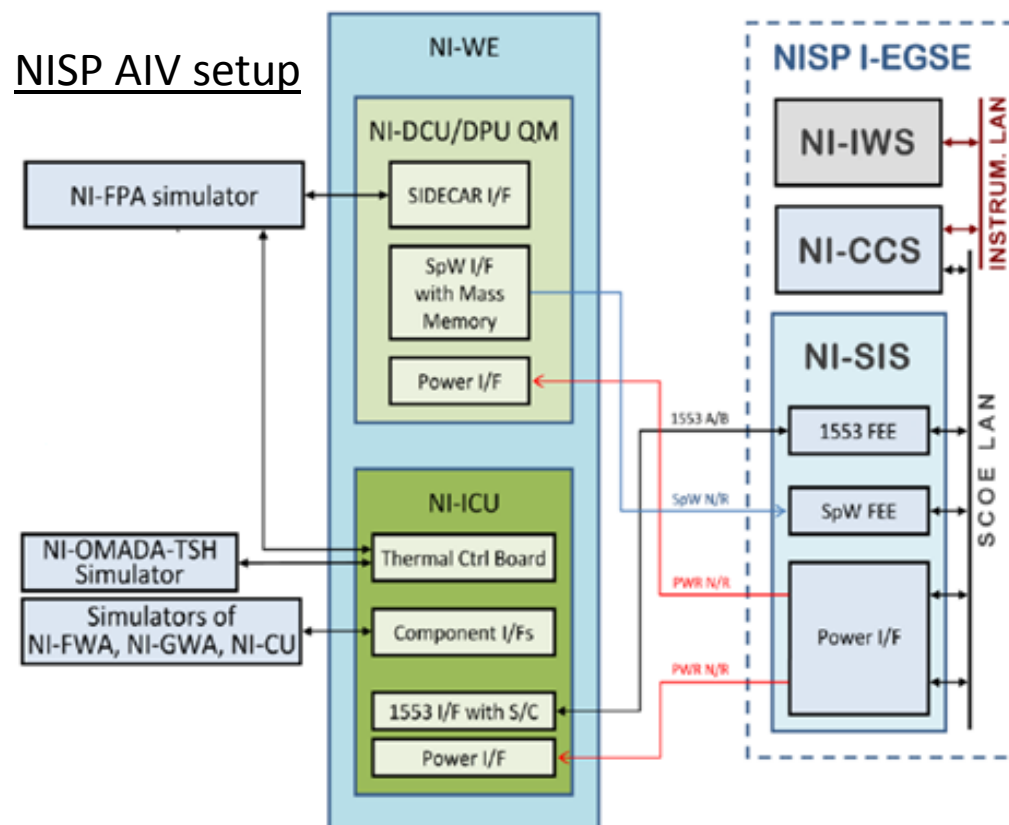 NISP AIV setup
NI-WE
NI-DCU/DPU QM
SIDECAR I/F
SpW I/F
with Mass
Memory
Power I/F
NI-FPA simulator
NI-ICU
Thermal Ctrl Board
Component I/Fs
1553 I/F with S/C
Power I/F
NI-OMADA-TSH
Simulator
Simulators of
NI-FWA, NI-GWA, NI-CU
1553 A/B
SpW N/R
PWR N/R
PWR N/R
NISP I-EGSE
NI-IWS
NI-CCS
INSTRUM. LAN
NI-SIS
1553 FEE
SpW FEE
Power I/F
SCOE LAN